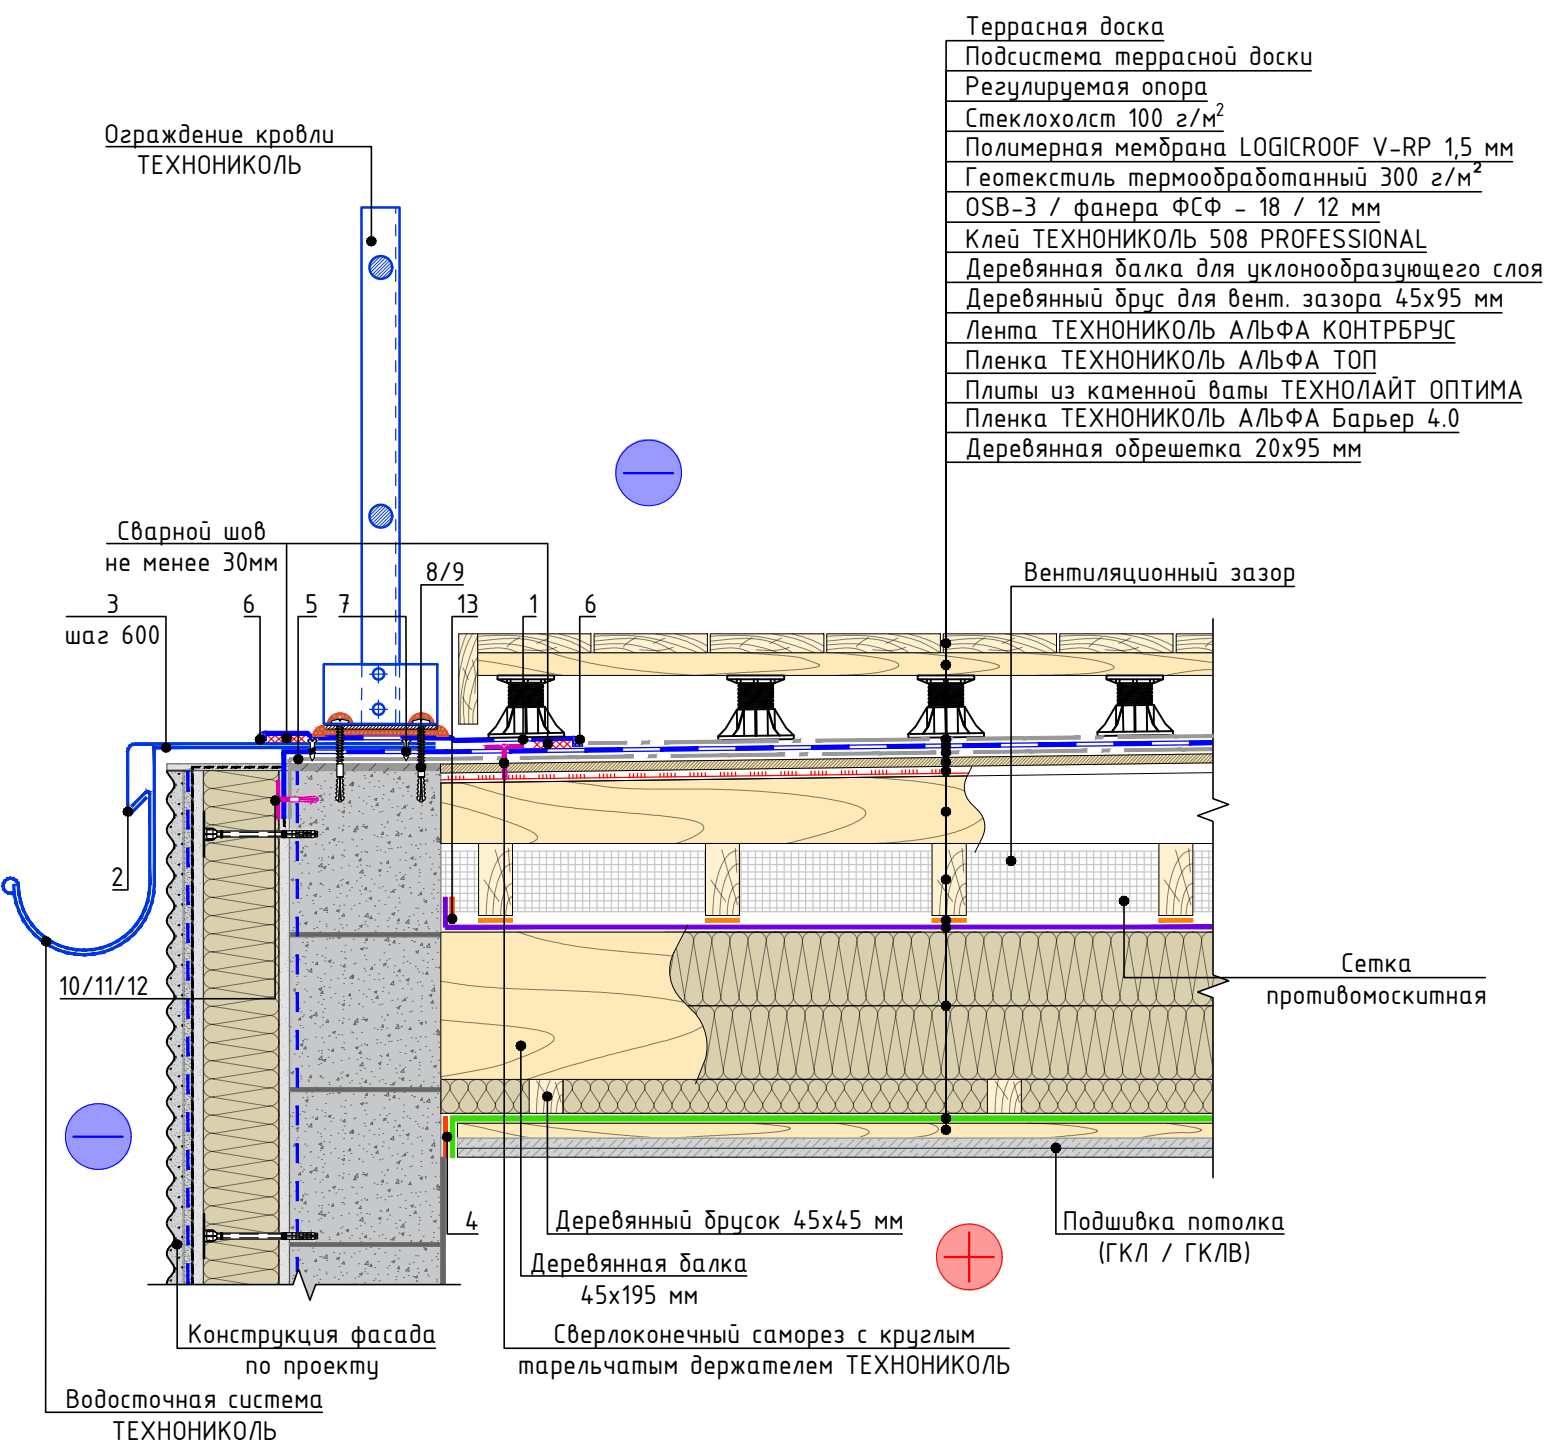 Террасная доска
Подсистема террасной доски
Регулируемая опора
Стеклохолст 100 г/м²
Полимерная мембрана LOGICROOF V-RP 1,5 мм
Геотекстиль термообработанный 300 г/м²
OSB-3 / фанера ФСФ - 18 / 12 мм
Клей ТЕХНОНИКОЛЬ 508 PROFESSIONAL
Деревянная балка для уклонообразующего слоя
Деревянный брус для вент. зазора 45х95 мм
Лента ТЕХНОНИКОЛЬ АЛЬФА КОНТРБРУС
Пленка ТЕХНОНИКОЛЬ АЛЬФА ТОП
Плиты из каменной ваты ТЕХНОЛАЙТ ОПТИМА
Пленка ТЕХНОНИКОЛЬ АЛЬФА Барьер 4.0
Деревянная обрешетка 20х95 мм
Ограждение кровли
ТЕХНОНИКОЛЬ
Сварной шов
не менее 30мм
8/9
Вентиляционный зазор
3
6
5
7
13
1
6
шаг 600
2
10/11/12
Сетка
противомоскитная
4
Деревянный брусок 45х45 мм
Подшивка потолка
(ГКЛ / ГКЛВ)
Деревянная балка
45х195 мм
Конструкция фасада
по проекту
Сверлоконечный саморез с круглым
тарельчатым держателем ТЕХНОНИКОЛЬ
Водосточная система
ТЕХНОНИКОЛЬ